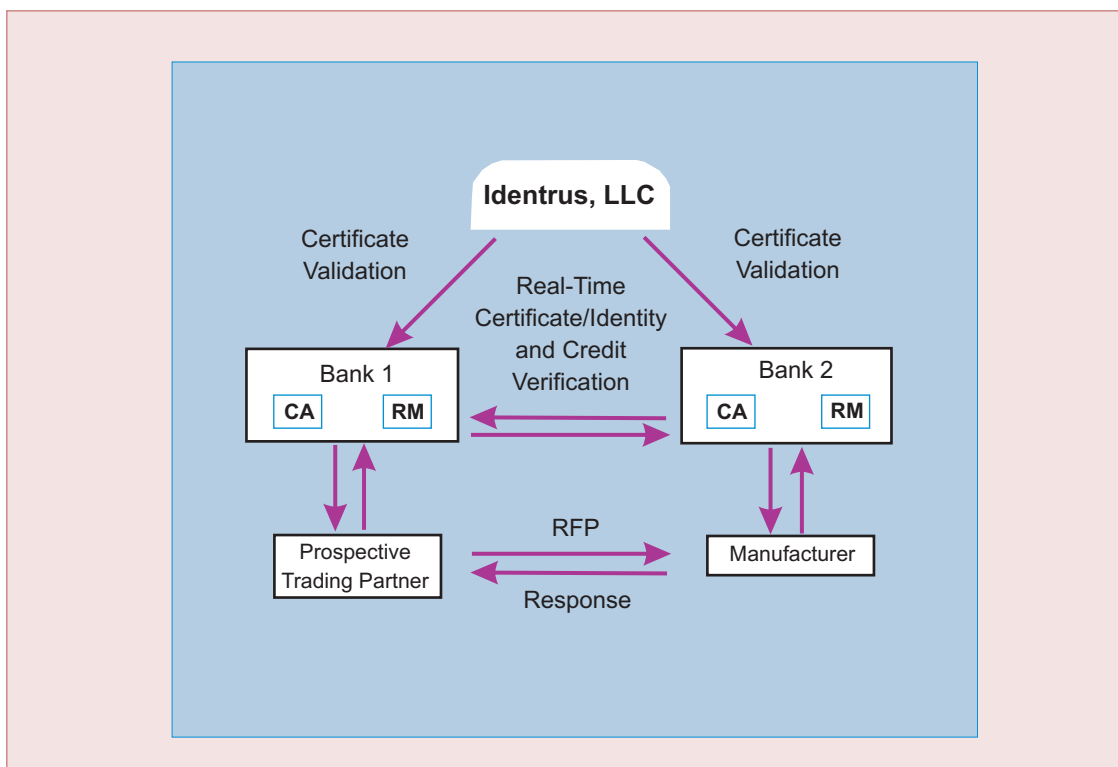 Identrus, LLC
Certificate
Validation
Certificate
Validation
Real-Time
Certificate/Identity
and Credit
Verification
Bank 1
CA
RM
Bank 2
CA
RM
Prospective
Trading Partner
RFP
Response
Manufacturer